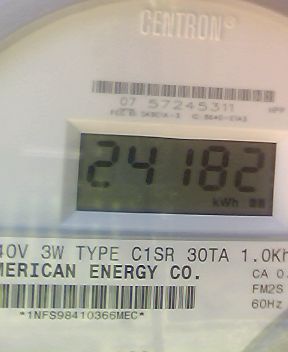 CENTRON®
07 57245311
24182
kWh
40V 3W TYPE C1SR 30TA 1.0Kh
MERICAN ENERGY CO.
CA 0.
FM2S
60Hz
*1NFS98410366MEC*